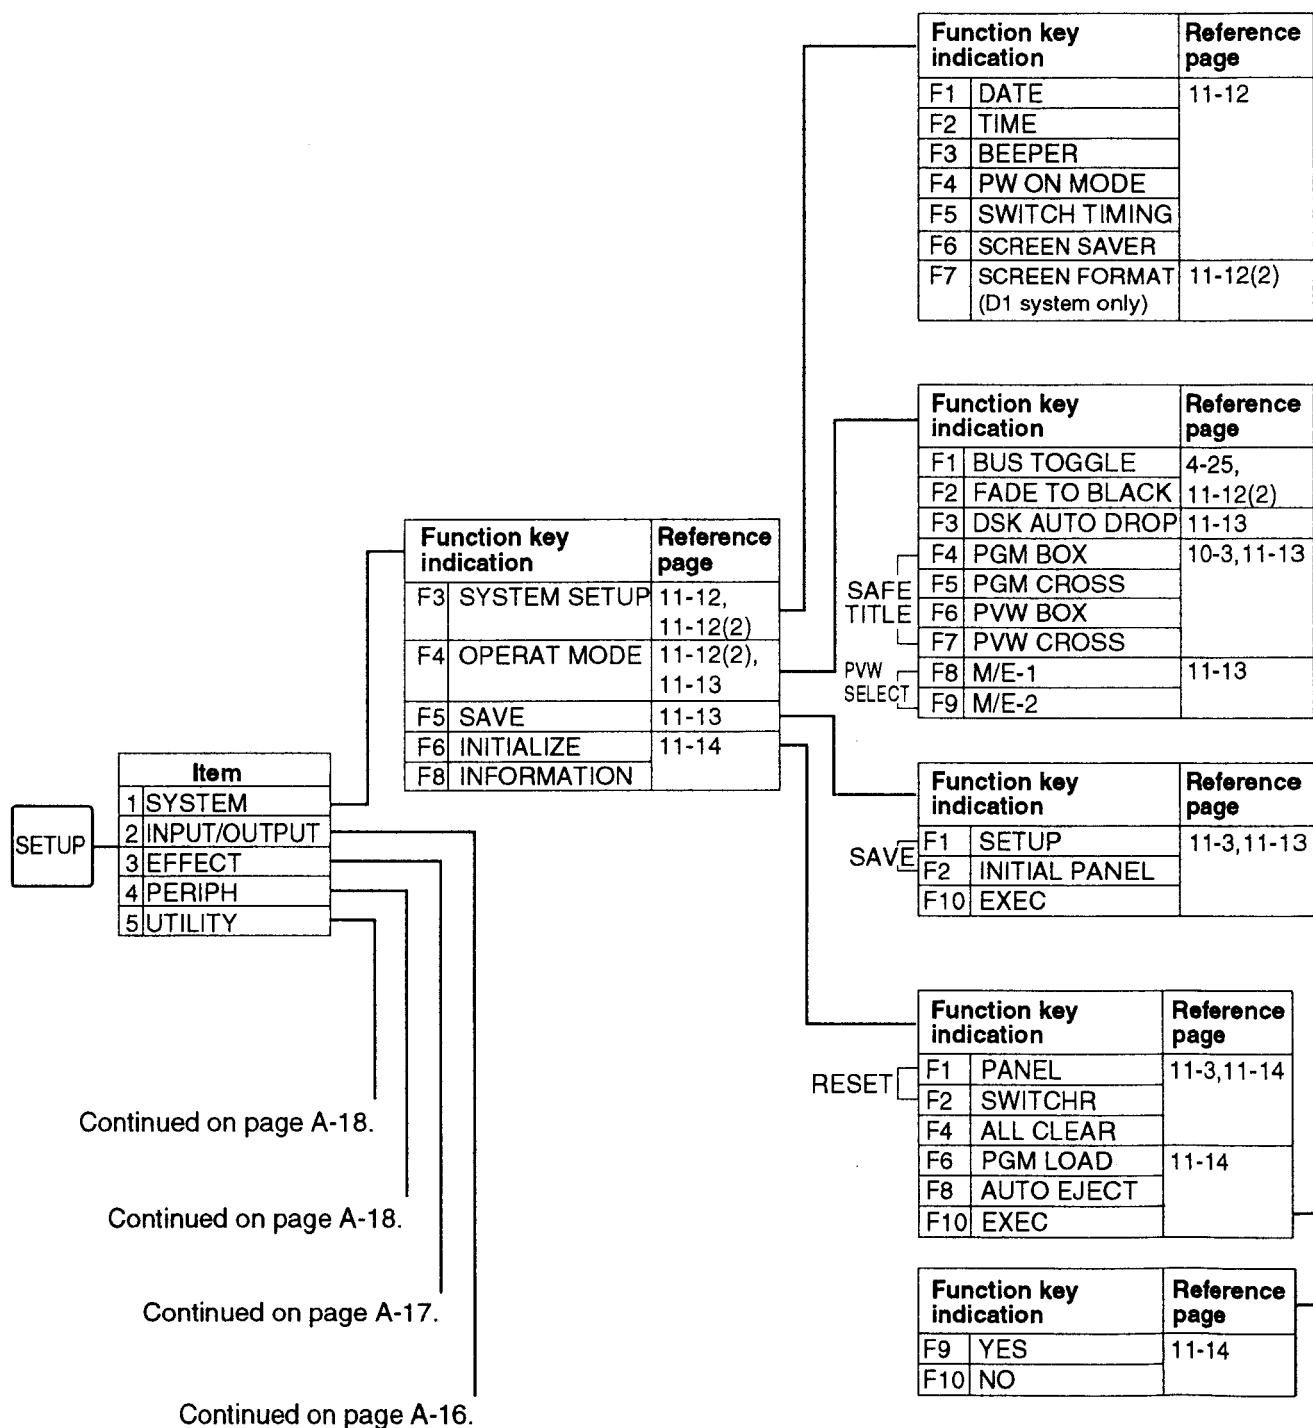 SETUP
Item
1 SYSTEM
2 INPUT/OUTPUT
3 EFFECT
4 PERIPH
5 UTILITY
Continued on page A-18.
Continued on page A-18.
Continued on page A-17.
Continued on page A-16.
Function key indication Reference page
F3 SYSTEM SETUP 11-12, 11-12(2)
F4 OPERAT MODE 11-12(2), 11-13
F5 SAVE 11-13
F6 INITIALIZE 11-14
F8 INFORMATION
Function key indication Reference page
F1 DATE 11-12
F2 TIME
F3 BEEPER
F4 PW ON MODE
F5 SWITCH TIMING
F6 SCREEN SAVER
F7 SCREEN FORMAT 11-12(2)
(D1 system only)
Function key indication Reference page
F1 BUS TOGGLE 4-25,
F2 FADE TO BLACK 11-12(2)
F3 DSK AUTO DROP 11-13
SAFE TITLE
F4 PGM BOX 10-3,11-13
F5 PGM CROSS
F6 PVW BOX
F7 PVW CROSS
PVW SELECT
F8 M/E-1 11-13
F9 M/E-2
Function key indication Reference page
SAVE
F1 SETUP 11-3,11-13
F2 INITIAL PANEL
F10 EXEC
Function key indication Reference page
RESET
F1 PANEL 11-3,11-14
F2 SWITCHR
F4 ALL CLEAR
F6 PGM LOAD 11-14
F8 AUTO EJECT
F10 EXEC
Function key indication Reference page
F9 YES 11-14
F10 NO